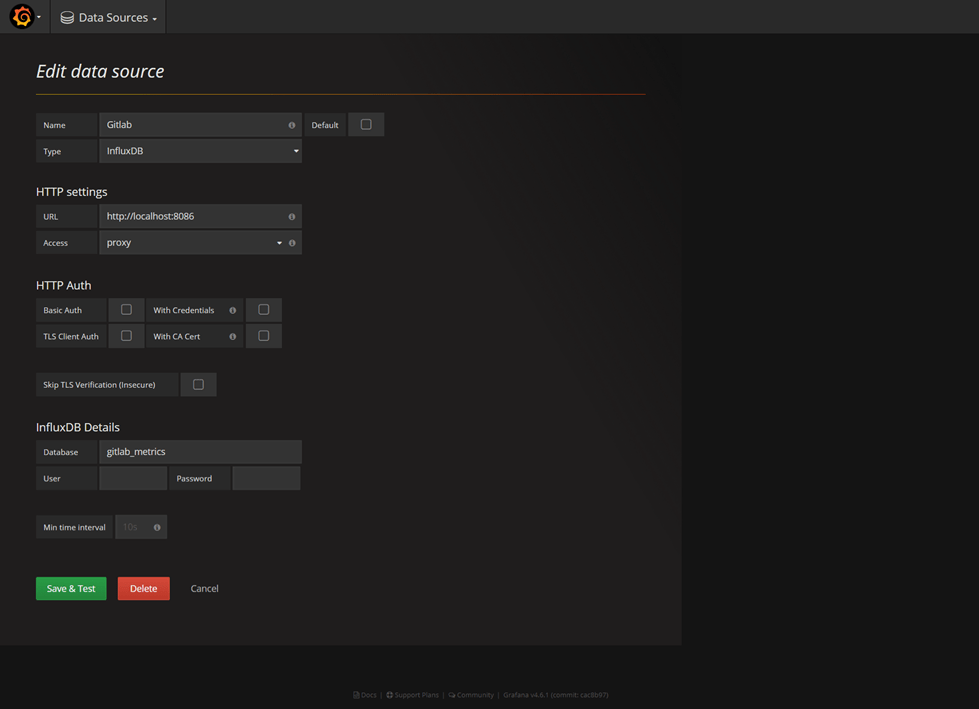 Data Sources
Edit data source
Name Gitlab Default
Type InfluxDB
HTTP settings
URL http://localhost:8086
Access proxy
HTTP Auth
Basic Auth With Credentials
TLS Client Auth With CA Cert
Skip TLS Verification (Insecure)
InfluxDB Details
Database gitlab_metrics
User Password
Min time interval 10s
Save & Test Delete Cancel
Docs | Support Plans | Community | Grafana v4.6.1 (commit: cac8b97)